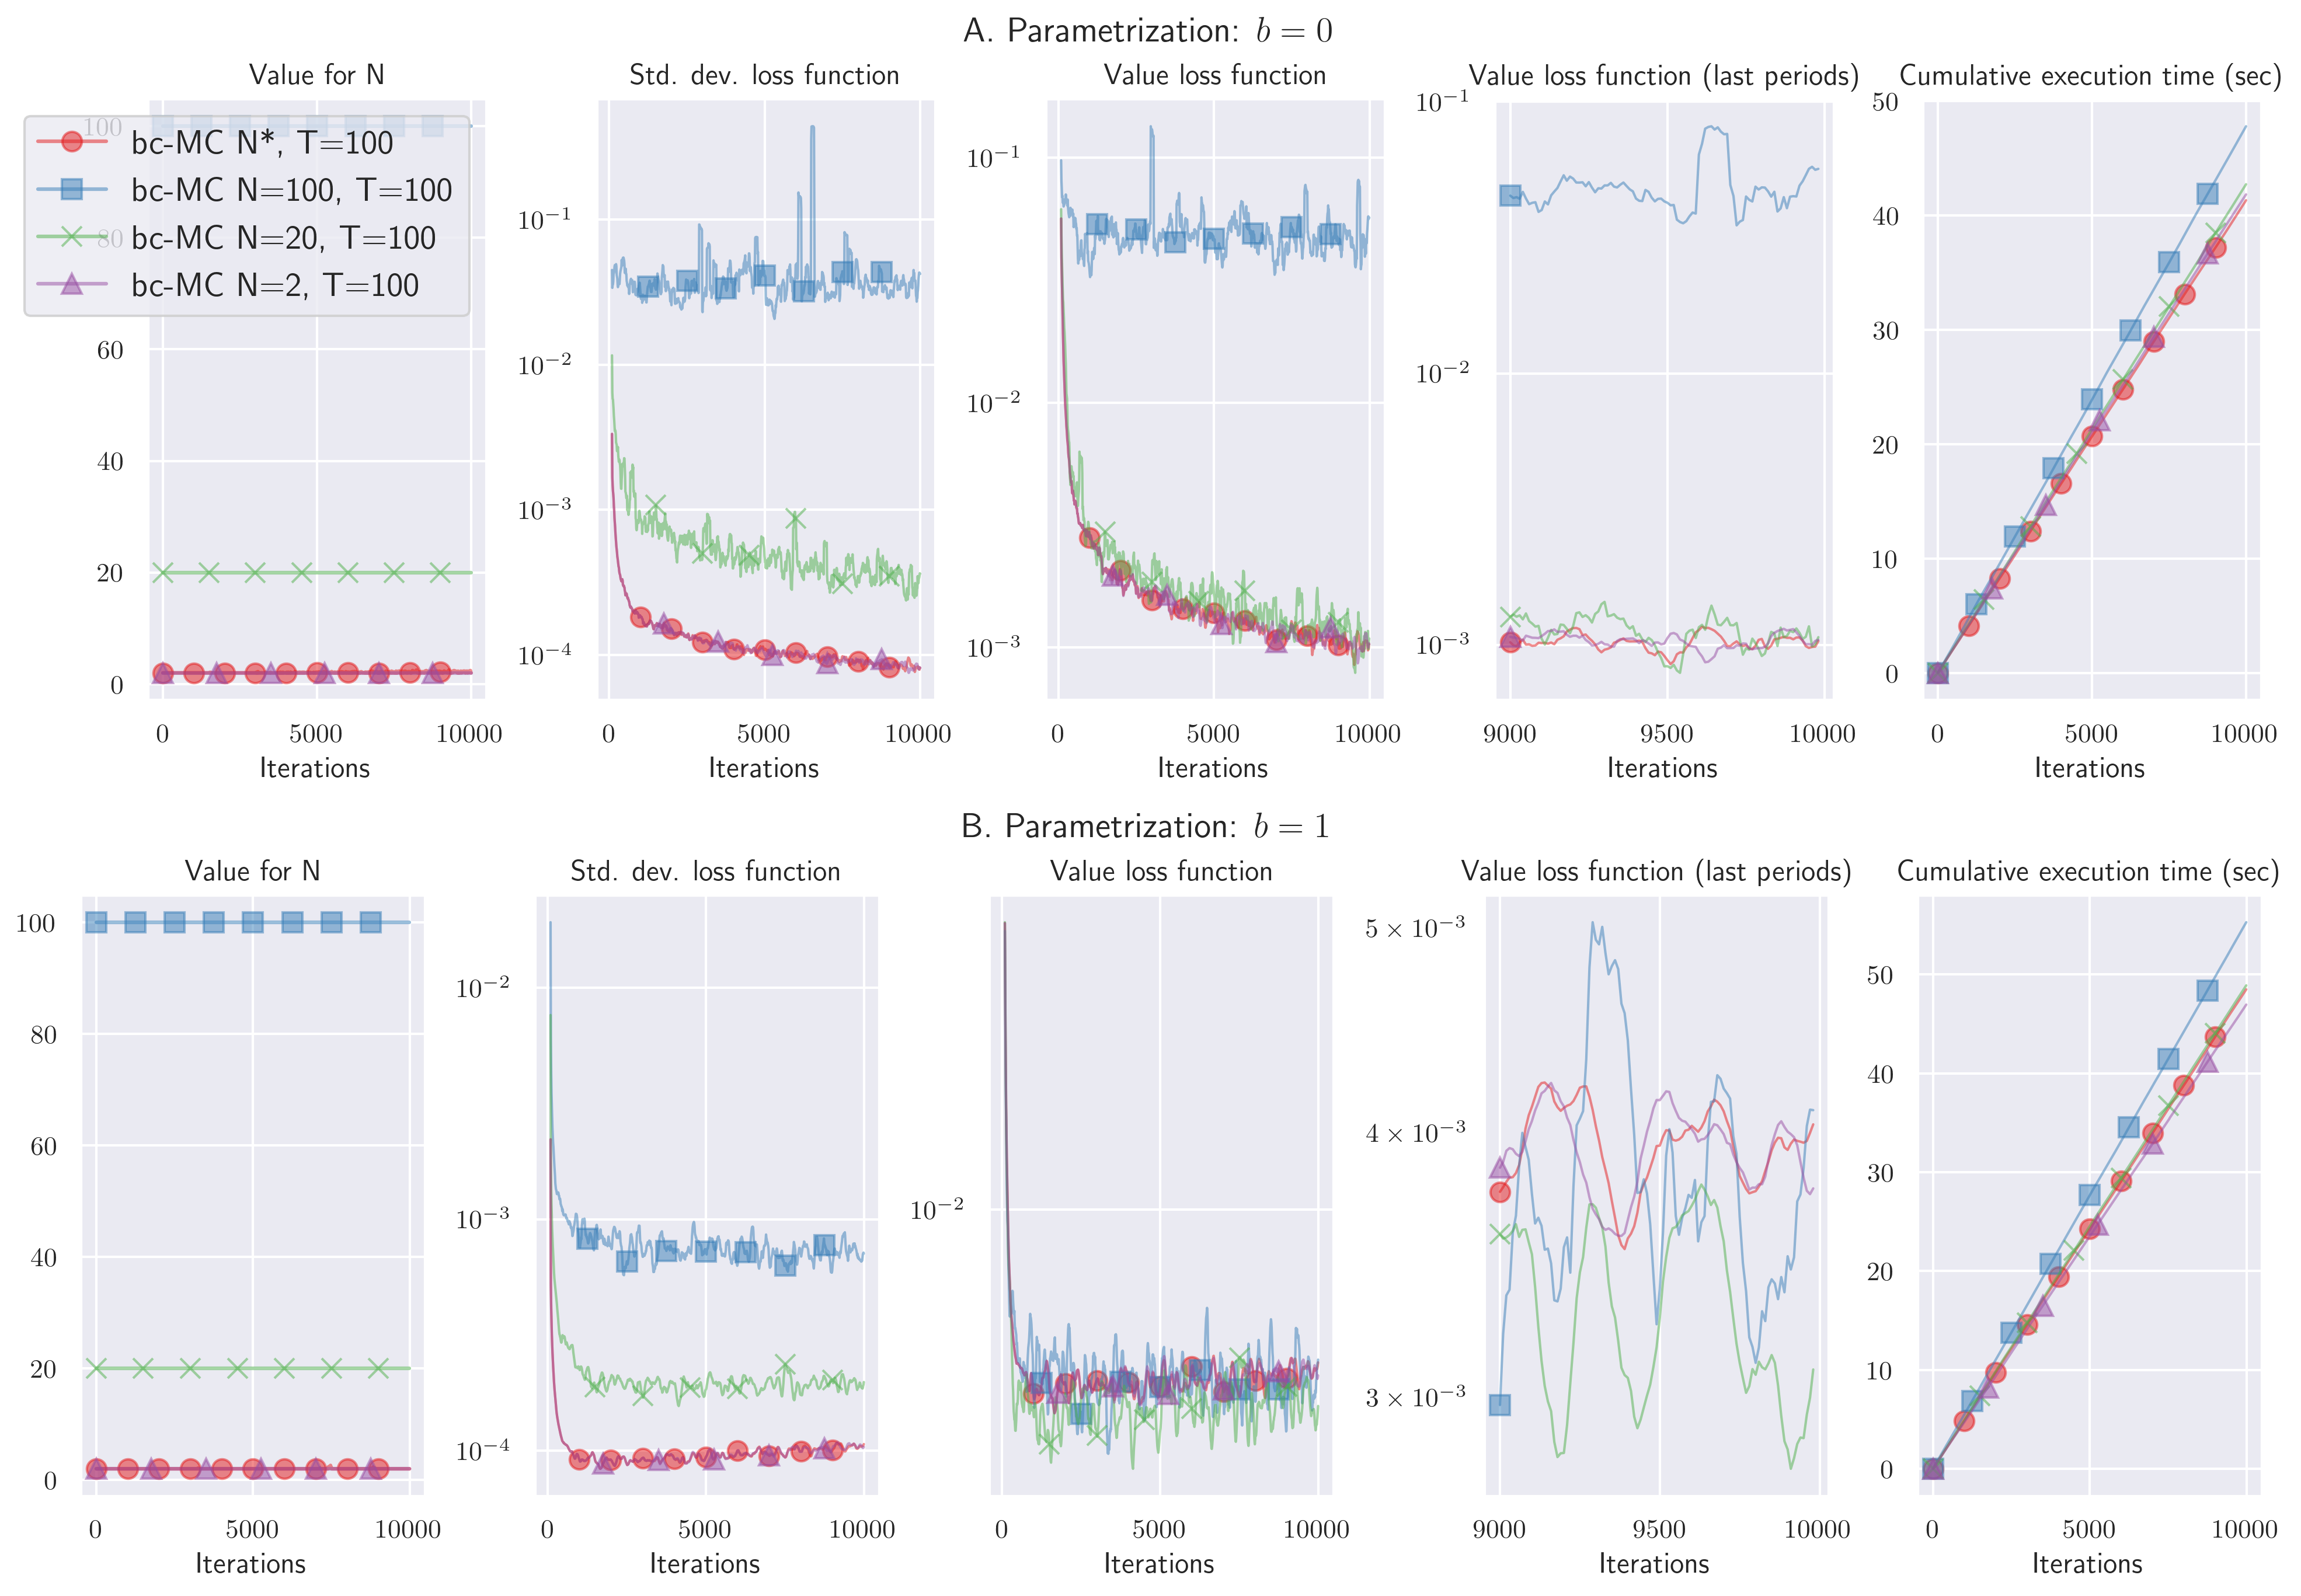 A. Parametrization: b = 0
Value for N
Std. dev. loss function
Value loss function
Value loss function (last periods)
Cumulative execution time (sec)
bc-MC N*, T=100
bc-MC N=100, T=100
bc-MC N=20, T=100
bc-MC N=2, T=100
100
80
60
40
20
0
0 5000 10000
Iterations
10⁻¹
10⁻²
10⁻³
10⁻⁴
0 5000 10000
Iterations
10⁻¹
10⁻²
10⁻³
0 5000 10000
Iterations
10⁻¹
10⁻²
10⁻³
9000 9500 10000
Iterations
50
40
30
20
10
0
0 5000 10000
Iterations
B. Parametrization: b = 1
Value for N
Std. dev. loss function
Value loss function
Value loss function (last periods)
Cumulative execution time (sec)
100
80
60
40
20
0
0 5000 10000
Iterations
10⁻²
10⁻³
10⁻⁴
0 5000 10000
Iterations
10⁻²
0 5000 10000
Iterations
5 × 10⁻³
4 × 10⁻³
3 × 10⁻³
9000 9500 10000
Iterations
50
40
30
20
10
0
0 5000 10000
Iterations